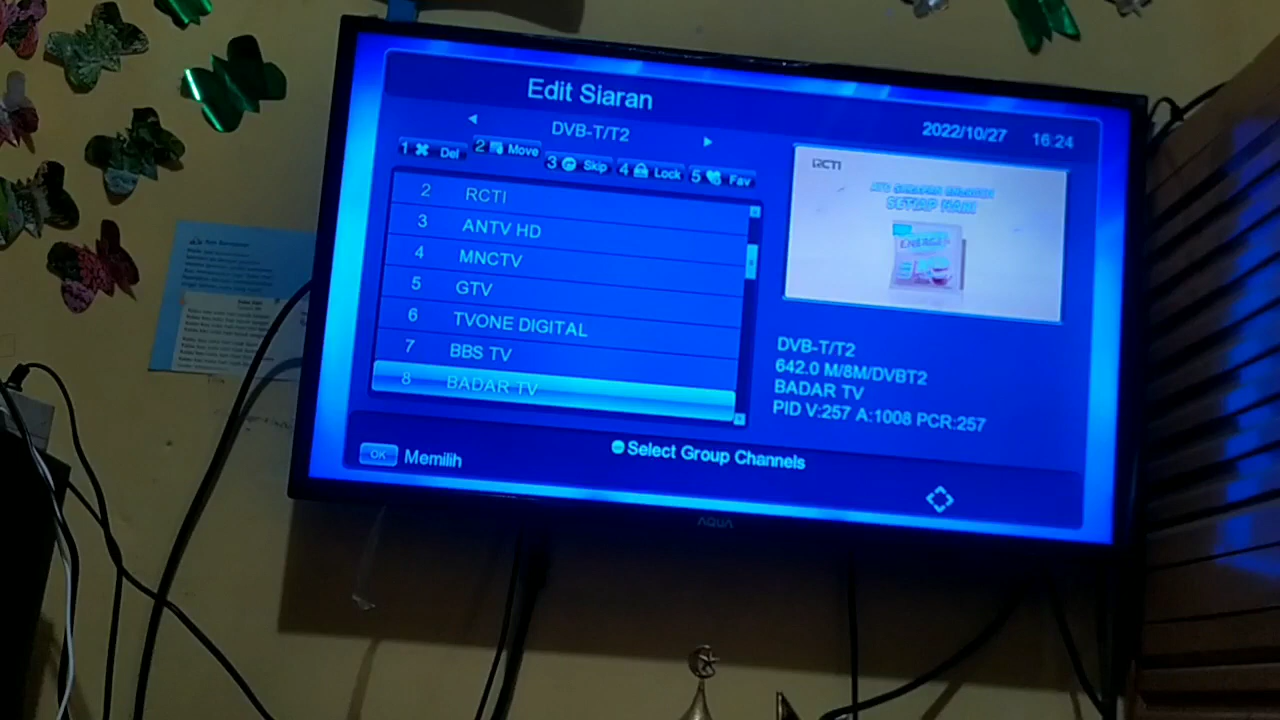 Edit Siaran
DVB-T/T2
2022/10/27 16:24
1 Del 2 Move 3 Skip 4 Lock 5 Fav
2 RCTI
3 ANTV HD
4 MNCTV
5 GTV
6 TVONE DIGITAL
7 BBS TV
8 BADAR TV
RCTI
SETIAP HARI
DVB-T/T2
642.0 M/8M/DVBT2
BADAR TV
PID V:257 A:1008 PCR:257
OK Memilih
Select Group Channels
AQUA